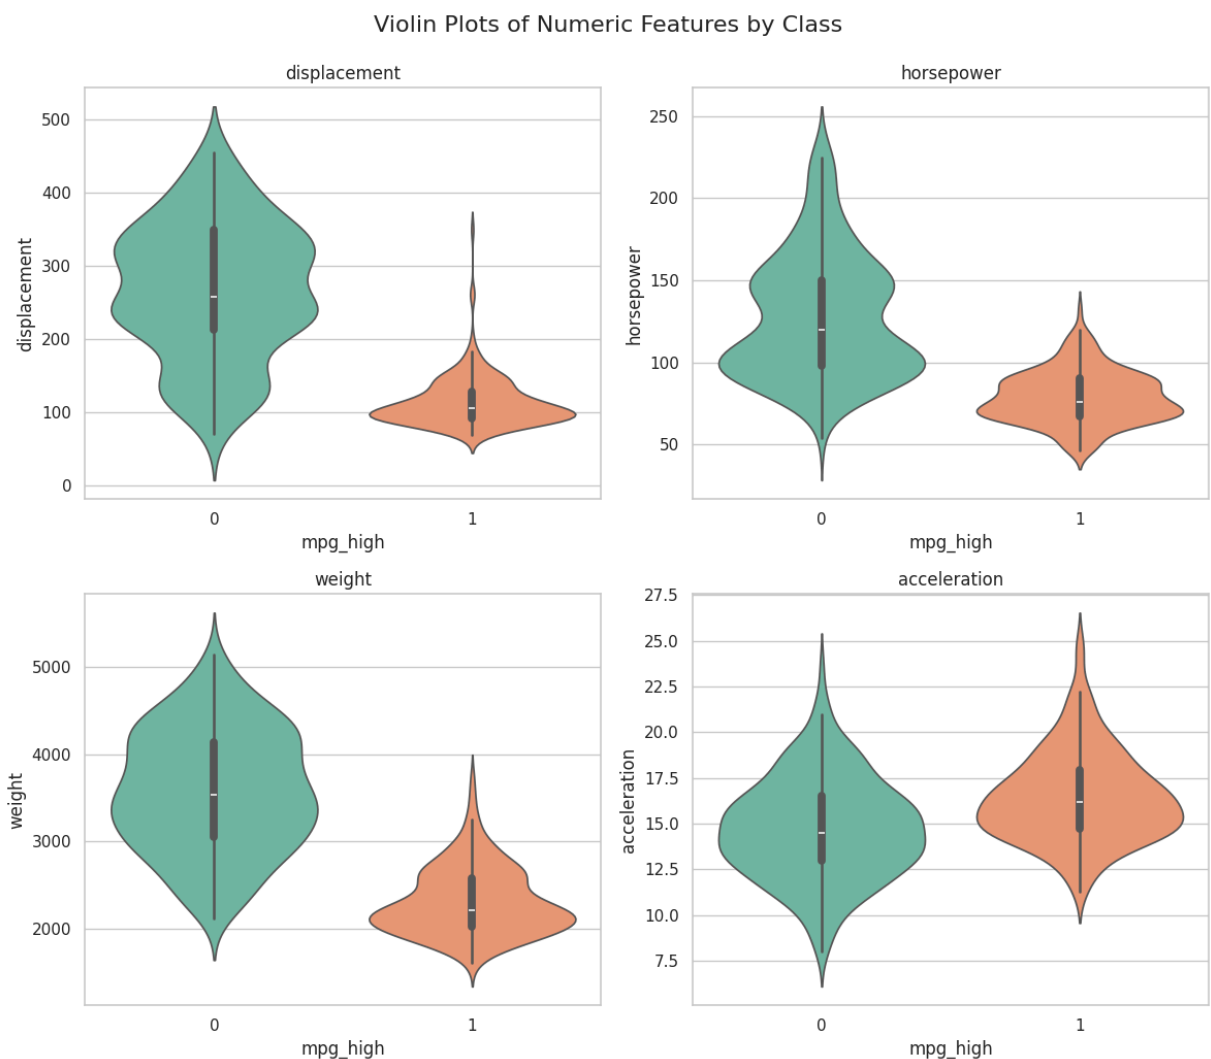 Violin Plots of Numeric Features by Class
displacement
500
400
300
200
100
0
displacement
0 1
mpg_high
horsepower
250
200
150
100
50
horsepower
0 1
mpg_high
weight
5000
4000
3000
2000
weight
0 1
mpg_high
acceleration
27.5
25.0
22.5
20.0
17.5
15.0
12.5
10.0
7.5
acceleration
0 1
mpg_high